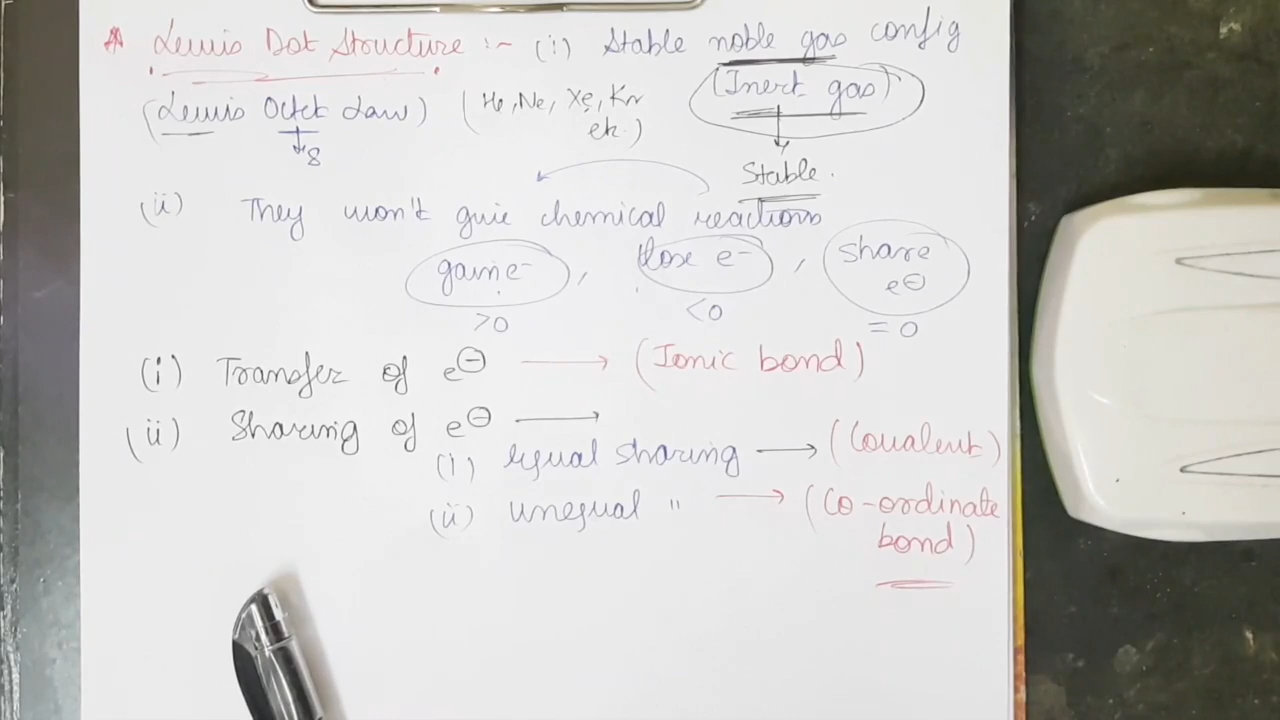 * Lewis Dot Structure :- (i) Stable noble gas config
(Lewis Octet Law) (He, Ne, Xe, Kr (Inert gas)
etc.)
8
Stable.
(ii) They won't give chemical reactions
gain e-, lose e-, share
e⊖
>0 <0 =0
(i) Transfer of e⊖ → (Ionic bond)
(ii) Sharing of e⊖ →
(i) equal sharing → (Covalent)
(ii) unequal " → (Co-ordinate
bond)